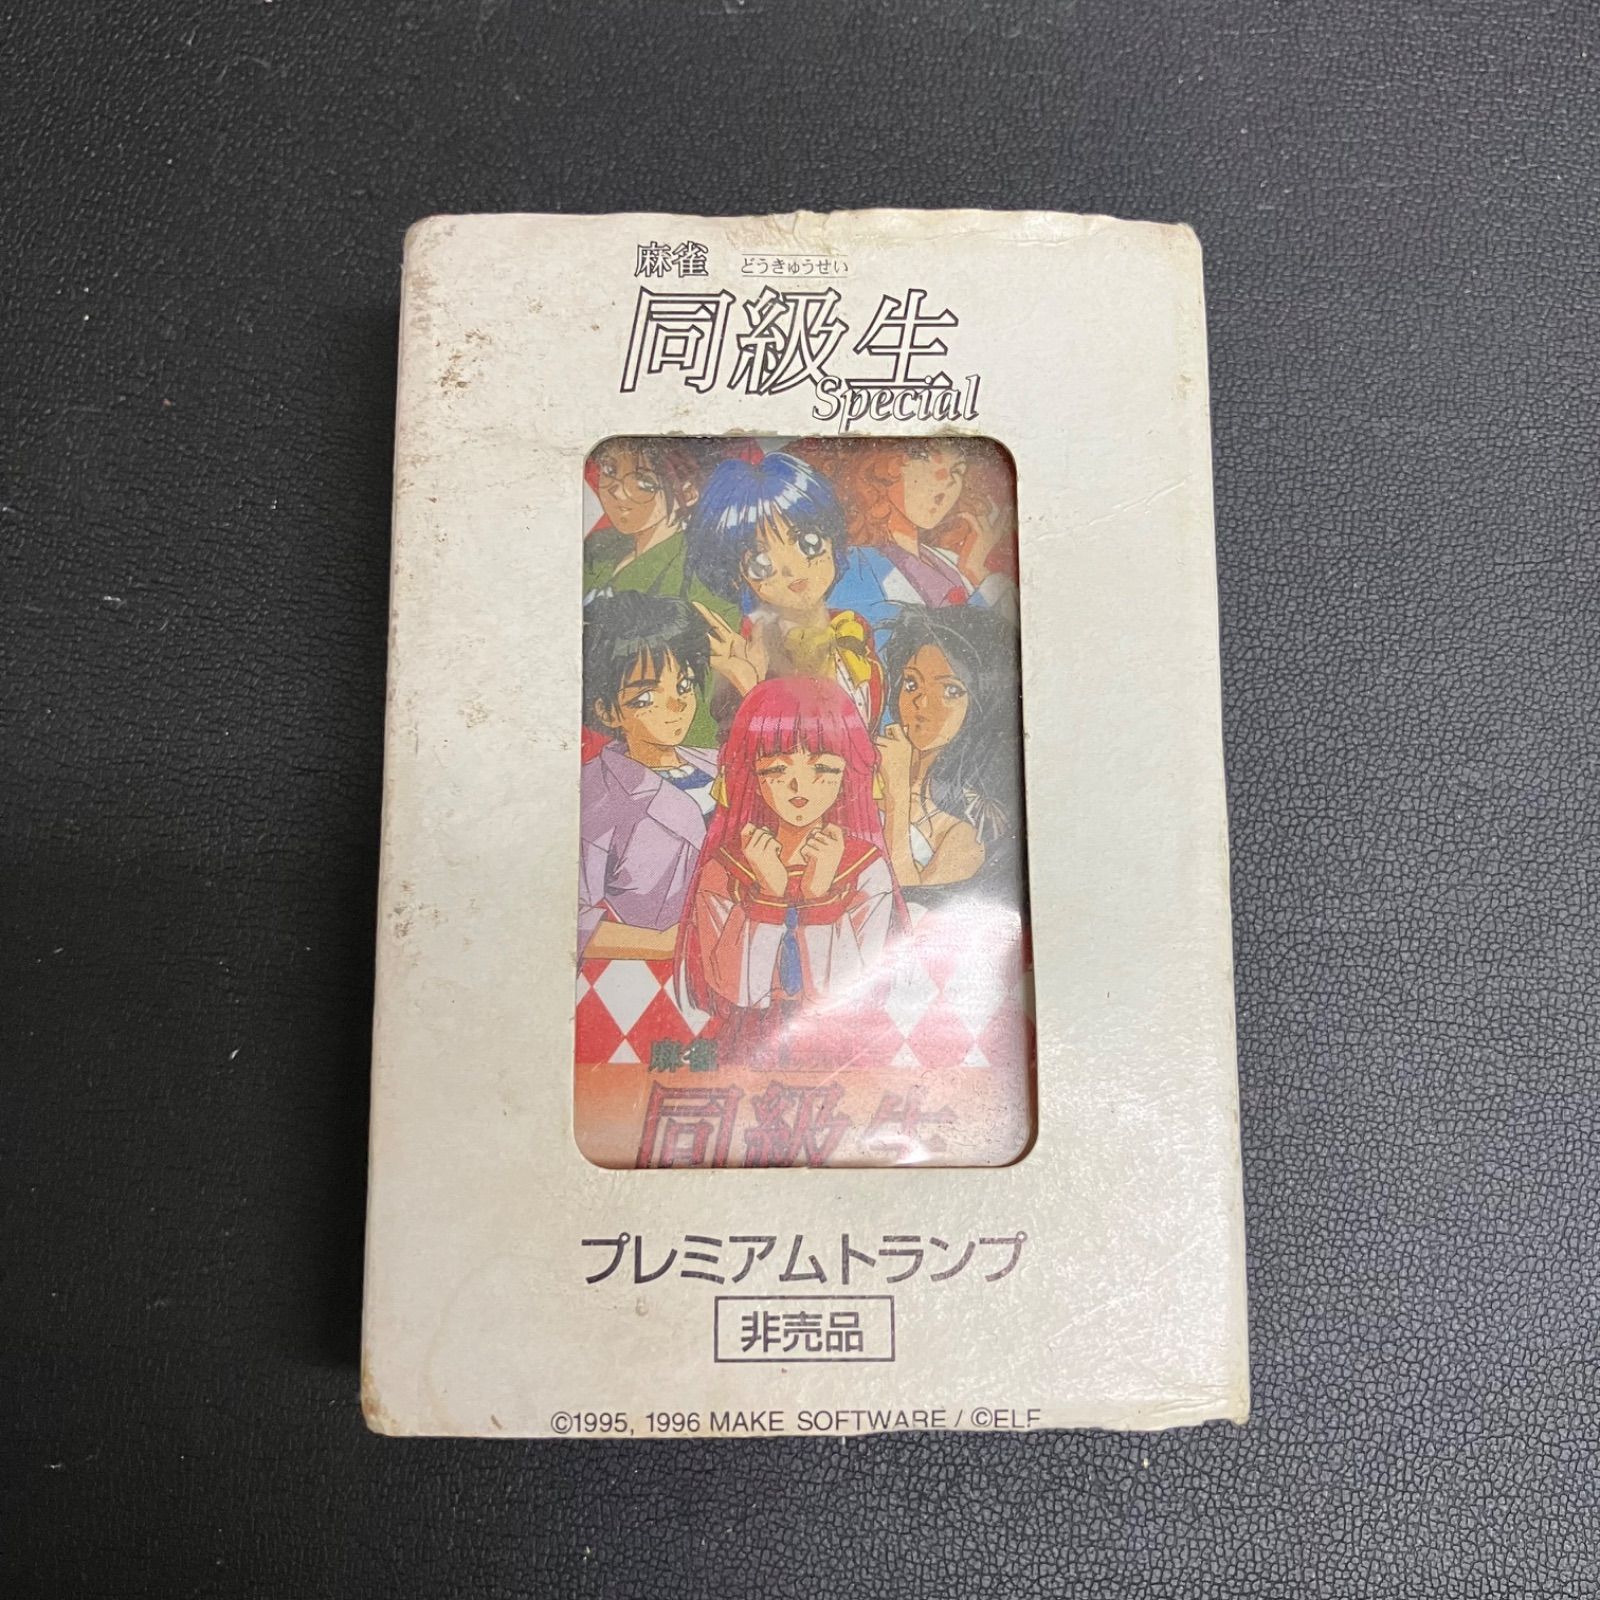 麻雀 どうきゅうせい
同級生
Special
麻雀
同級生
プレミアムトランプ
非売品
©1995, 1996 MAKE SOFTWARE / ©ELF